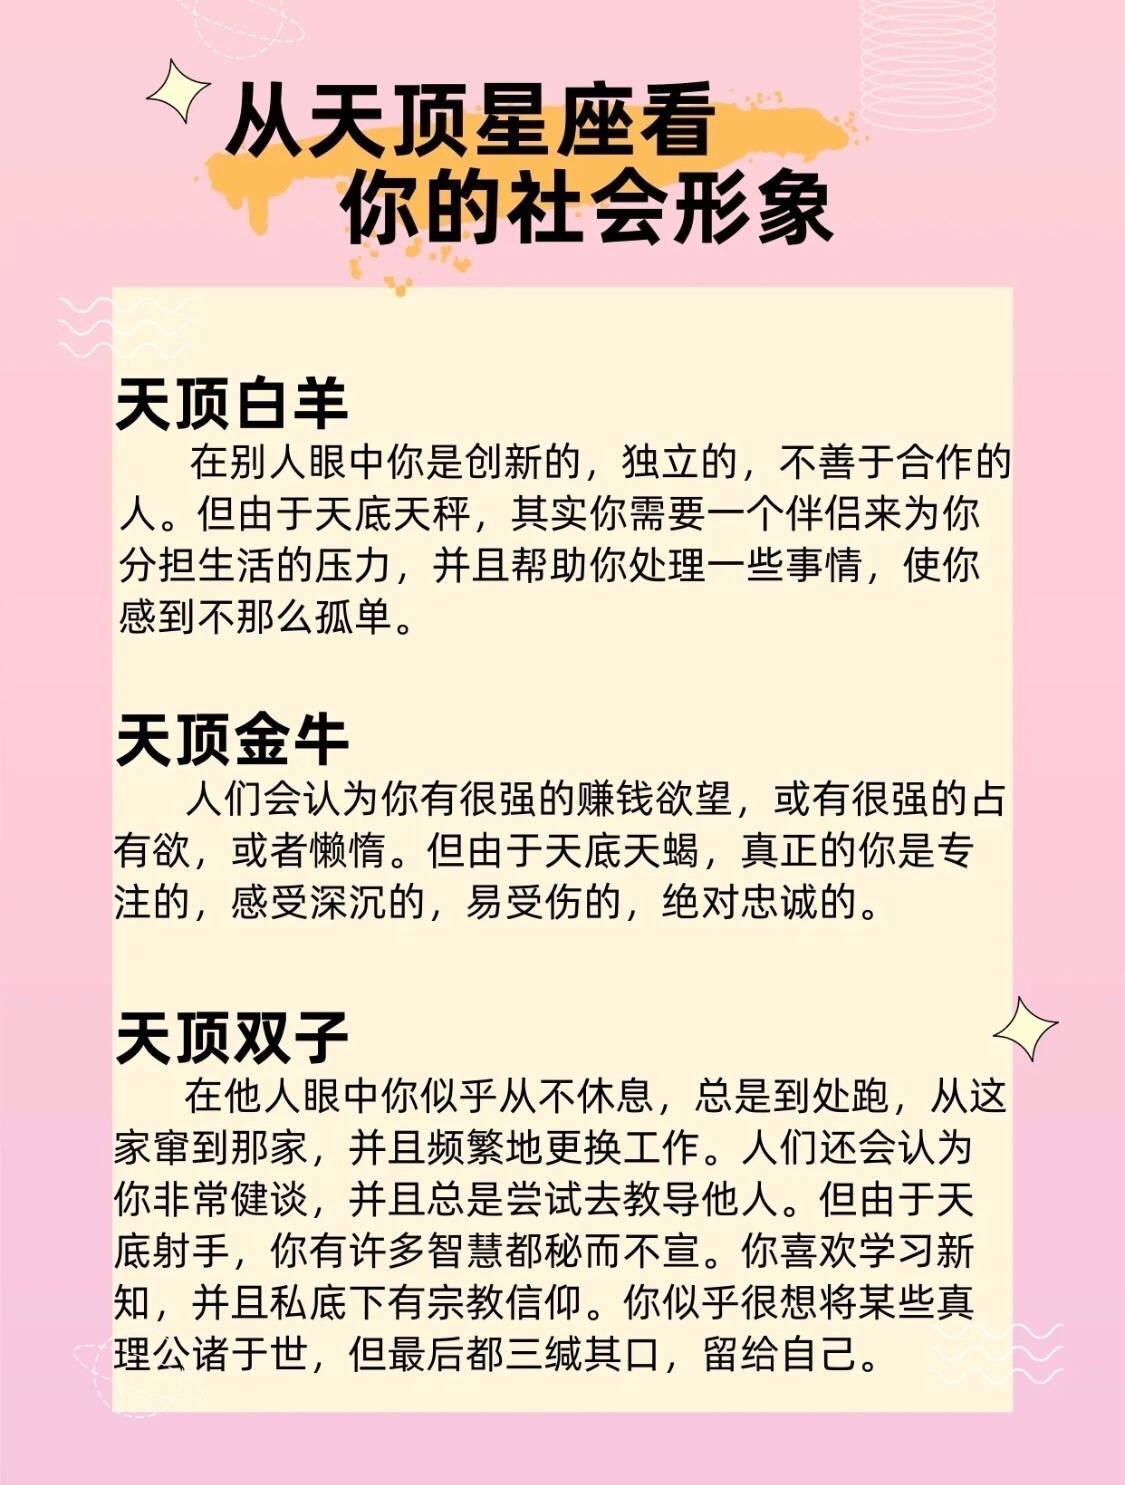 从天顶星座看
你的社会形象
天顶白羊
在别人眼中你是创新的，独立的，不善于合作的
人。但由于天底天秤，其实你需要一个伴侣来为你
分担生活的压力，并且帮助你处理一些事情，使你
感到不那么孤单。
天顶金牛
人们会认为你有很强的赚钱欲望，或有很强的占
有欲，或者懒惰。但由于天底天蝎，真正的你是专
注的，感受深沉的，易受伤的，绝对忠诚的。
天顶双子
在他人眼中你似乎从不休息，总是到处跑，从这
家窜到那家，并且频繁地更换工作。人们还会认为
你非常健谈，并且总是尝试去教导他人。但由于天
底射手，你有许多智慧都秘而不宣。你喜欢学习新
知，并且私底下有宗教信仰。你似乎很想将某些真
理公诸于世，但最后都三缄其口，留给自己。